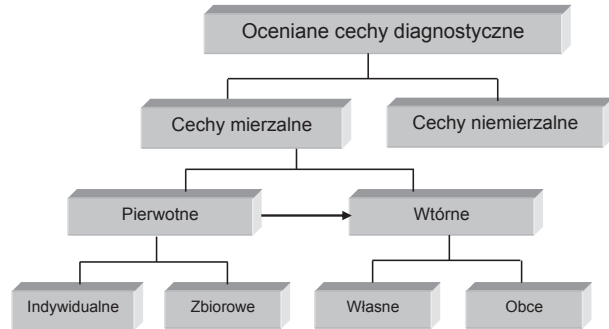 Oceniane cechy diagnostyczne
Cechy mierzalne
Cechy niemierzalne
Pierwotne
Wtórne
Indywidualne
Zbiorowe
Własne
Obce